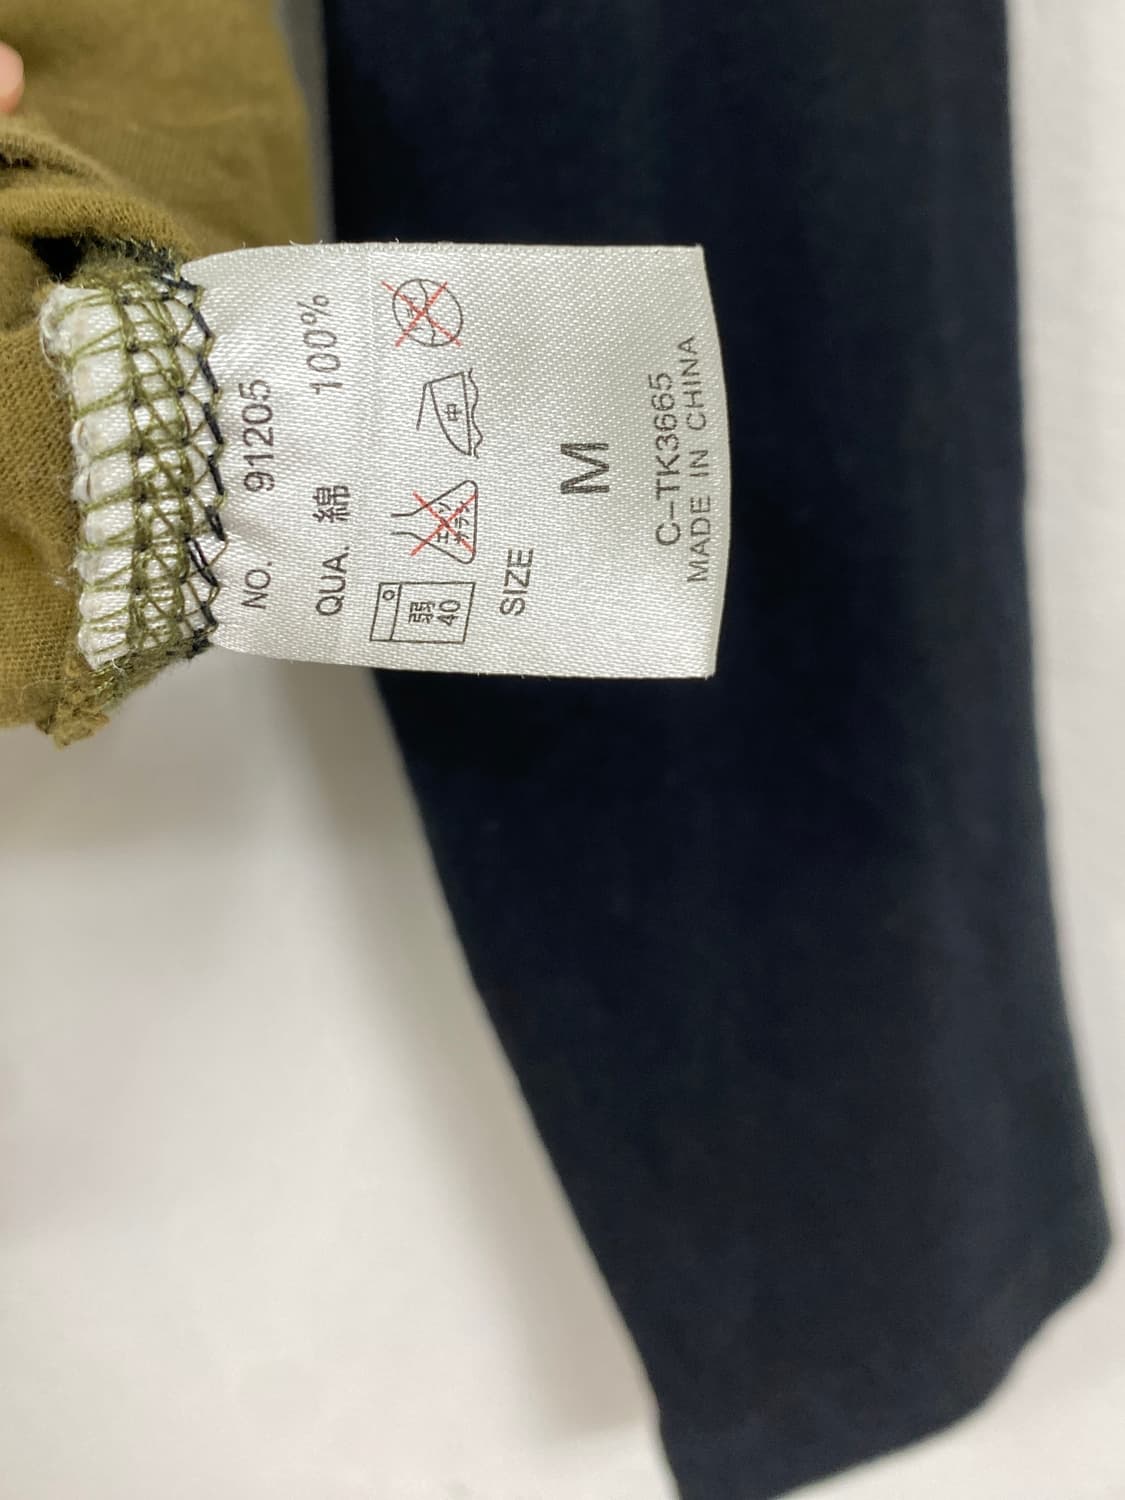 NO. 91205
QUA. 綿 100%
弱
40
エンソ
サラシ
中
SIZE
M
C-TK3665
MADE IN CHINA